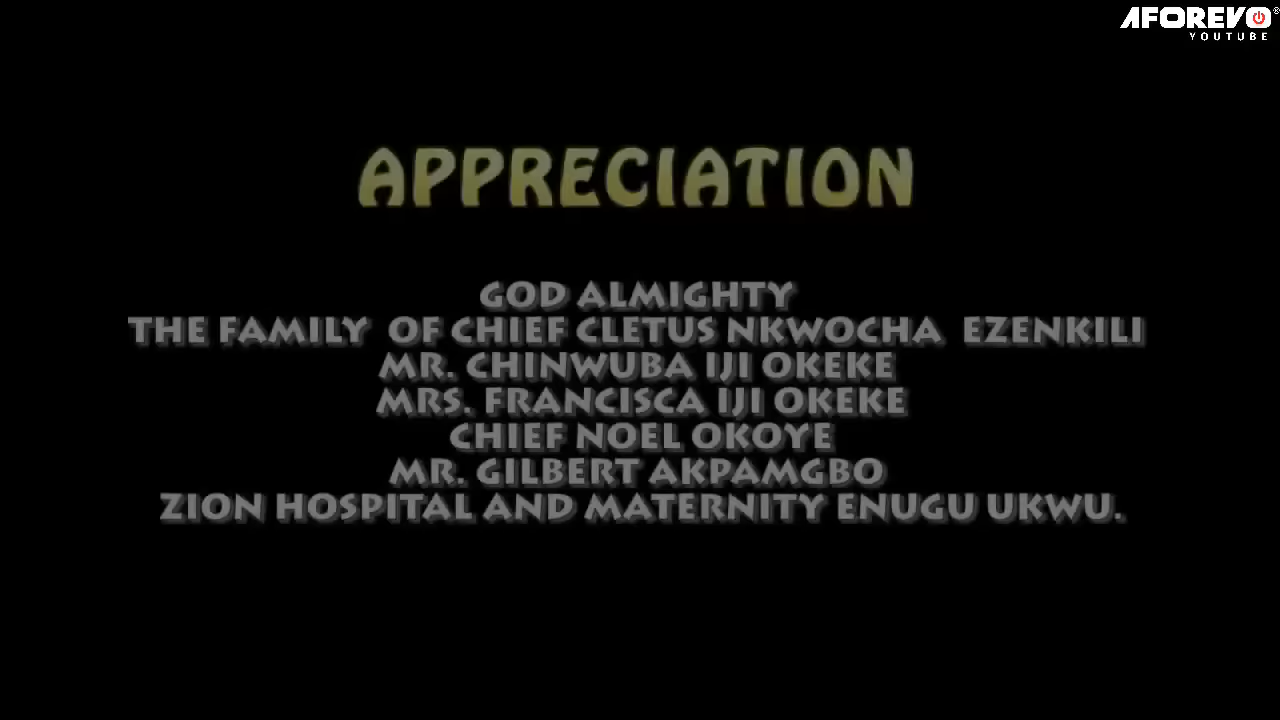 AFOREVO®
YOUTUBE
APPRECIATION
GOD ALMIGHTY
THE FAMILY OF CHIEF CLETUS NKWOCHA EZENKILI
MR. CHINWUBA IJI OKEKE
MRS. FRANCISCA IJI OKEKE
CHIEF NOEL OKOYE
MR. GILBERT AKPAMGBO
ZION HOSPITAL AND MATERNITY ENUGU UKWU.